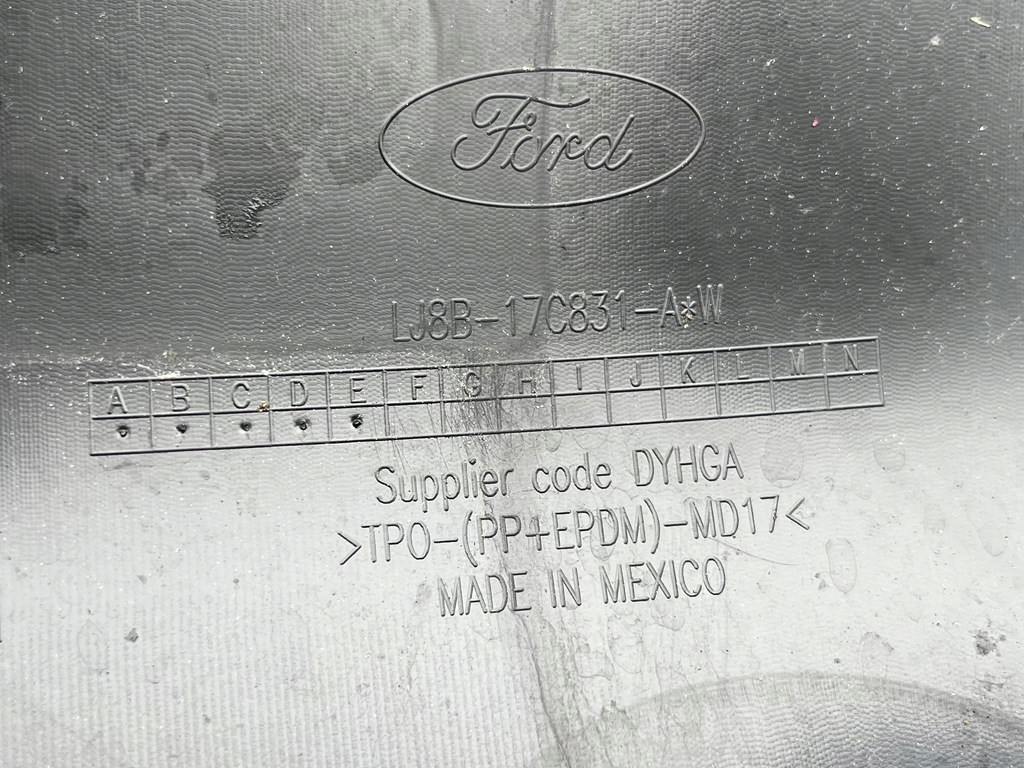 Ford
LJ8B-17C831-A*W
A B C D E F G H I J K L M N
Supplier code DYHGA
>TPO-(PP+EPDM)-MD17<
MADE IN MEXICO